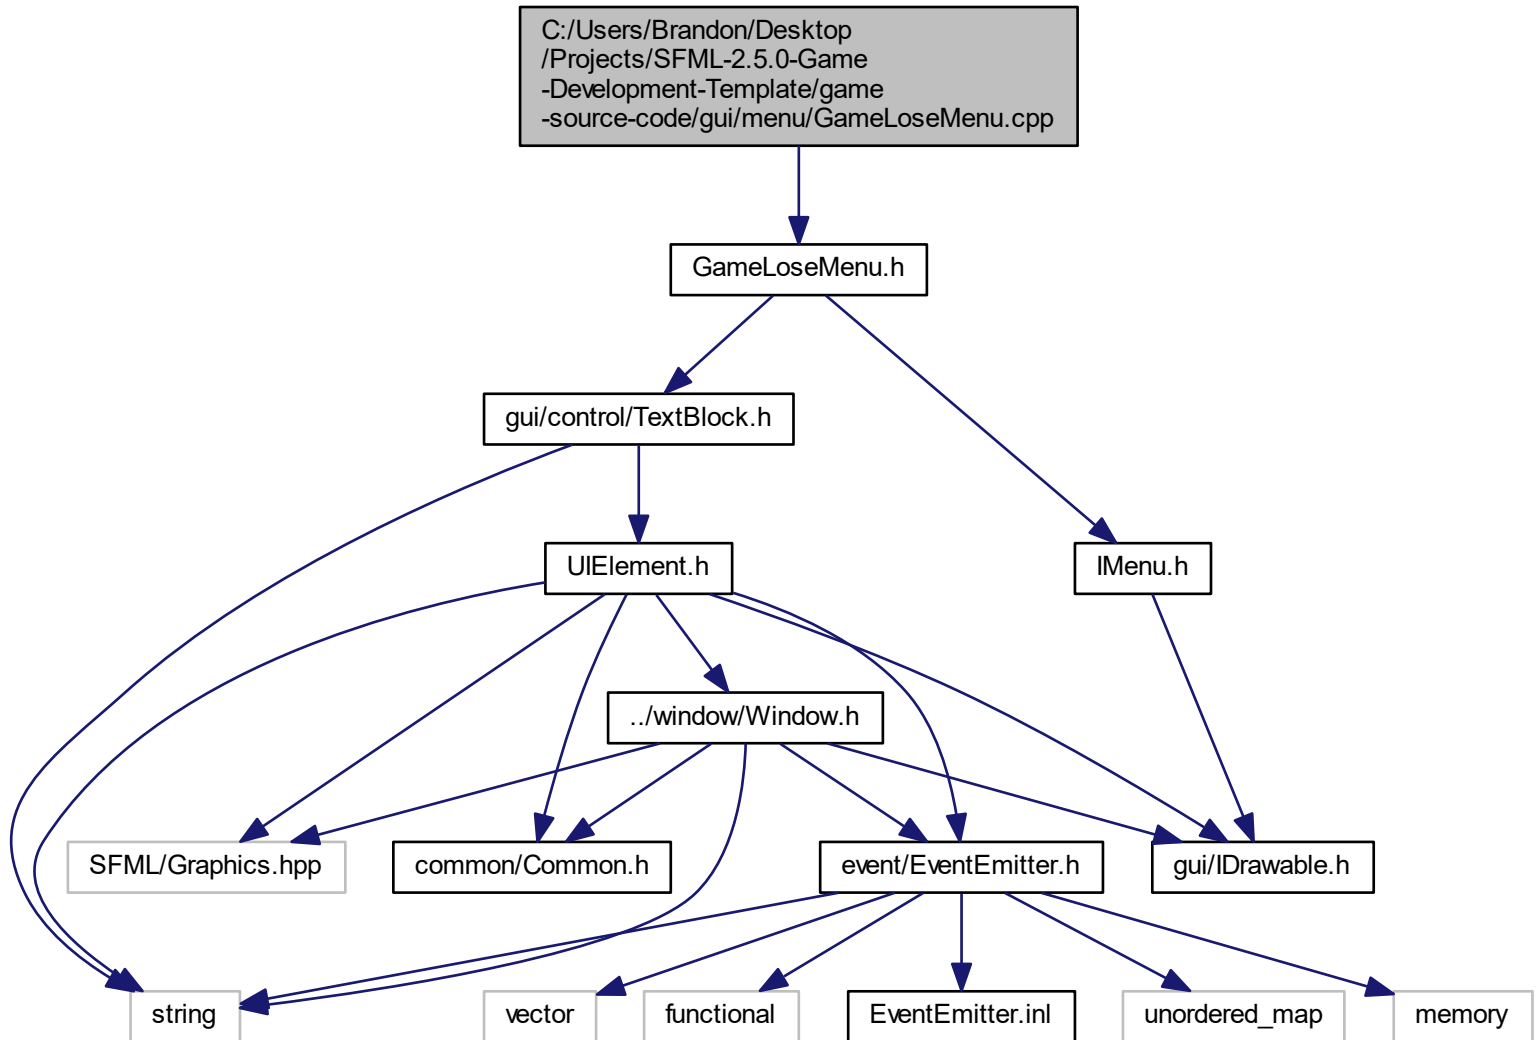 C:/Users/Brandon/Desktop
/Projects/SFML-2.5.0-Game
-Development-Template/game
-source-code/gui/menu/GameLoseMenu.cpp
GameLoseMenu.h
gui/control/TextBlock.h
UIElement.h
IMenu.h
../window/Window.h
SFML/Graphics.hpp
common/Common.h
event/EventEmitter.h
gui/IDrawable.h
string
vector
functional
EventEmitter.inl
unordered_map
memory